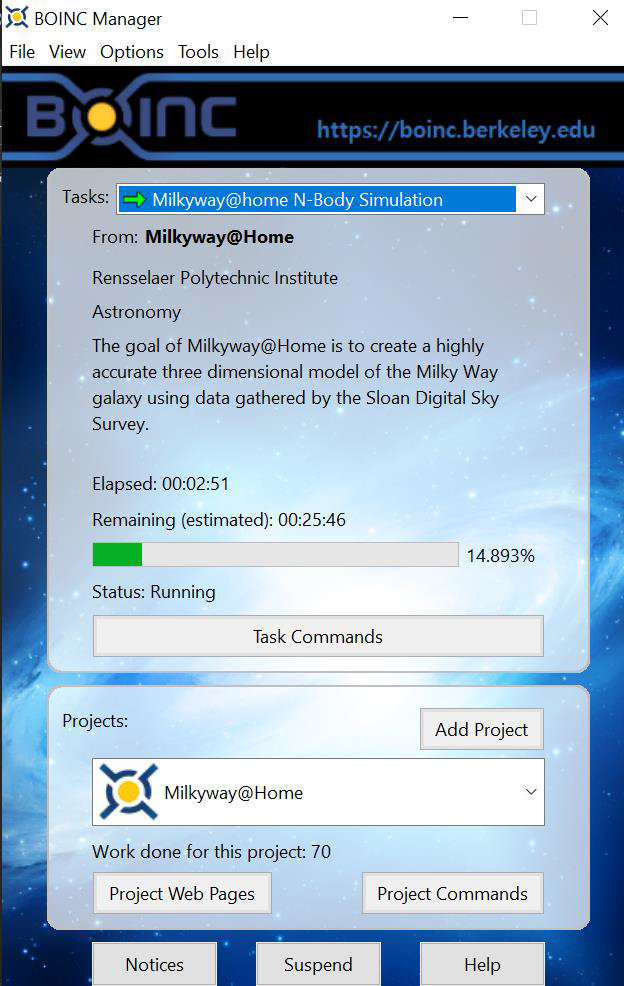 BOINC Manager
File View Options Tools Help
BOINC
https://boinc.berkeley.edu
Tasks: Milkyway@home N-Body Simulation
From: Milkyway@Home
Rensselaer Polytechnic Institute
Astronomy
The goal of Milkyway@Home is to create a highly
accurate three dimensional model of the Milky Way
galaxy using data gathered by the Sloan Digital Sky
Survey.
Elapsed: 00:02:51
Remaining (estimated): 00:25:46
14.893%
Status: Running
Task Commands
Projects:
Add Project
Milkyway@Home
Work done for this project: 70
Project Web Pages Project Commands
Notices Suspend Help